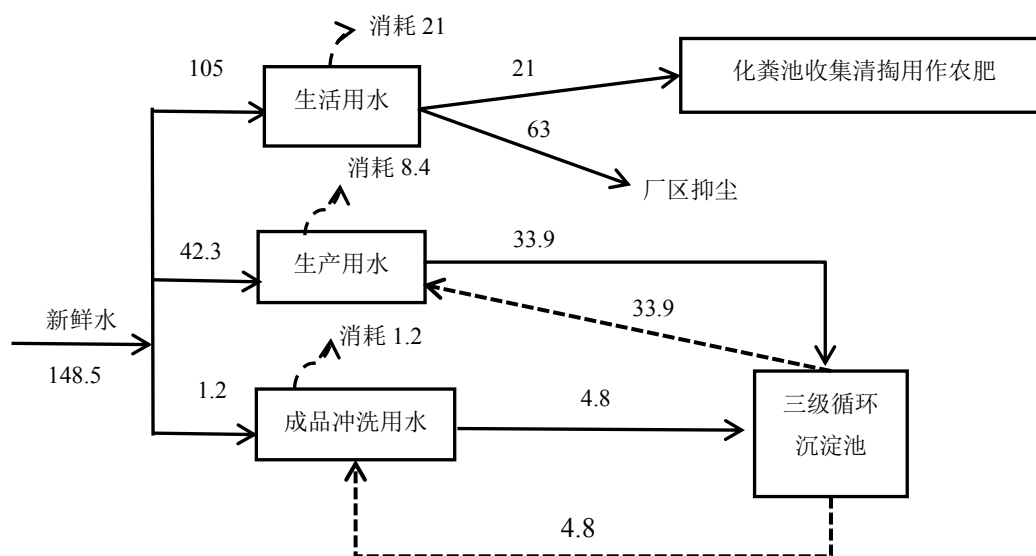 消耗 21
105
生活用水
21
化粪池收集清掏用作农肥
63
厂区抑尘
消耗 8.4
42.3
生产用水
33.9
33.9
新鲜水
148.5
消耗 1.2
1.2
成品冲洗用水
4.8
三级循环
沉淀池
4.8